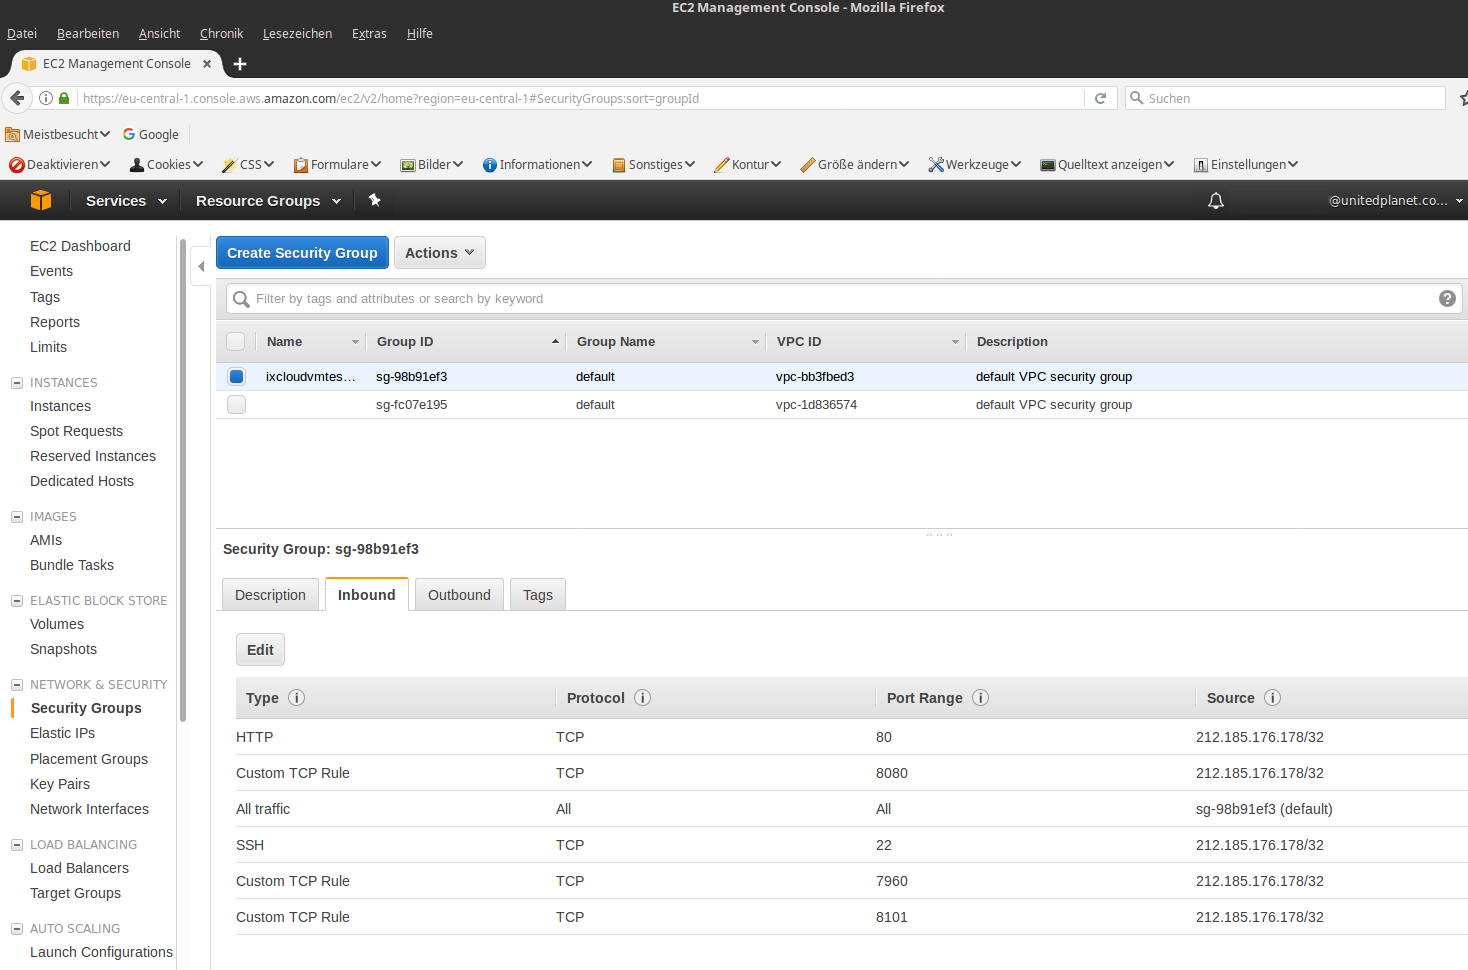 EC2 Management Console - Mozilla Firefox
Datei Bearbeiten Ansicht Chronik Lesezeichen Extras Hilfe
EC2 Management Console
https://eu-central-1.console.aws.amazon.com/ec2/v2/home?region=eu-central-1#SecurityGroups:sort=groupId Suchen
Meistbesucht Google
Deaktivieren Cookies CSS Formulare Bilder Informationen Sonstiges Kontur Größe ändern Werkzeuge Quelltext anzeigen Einstellungen
Services Resource Groups @unitedplanet.co...
EC2 Dashboard
Events
Tags
Reports
Limits
INSTANCES
Instances
Spot Requests
Reserved Instances
Dedicated Hosts
IMAGES
AMIs
Bundle Tasks
ELASTIC BLOCK STORE
Volumes
Snapshots
NETWORK & SECURITY
Security Groups
Elastic IPs
Placement Groups
Key Pairs
Network Interfaces
LOAD BALANCING
Load Balancers
Target Groups
AUTO SCALING
Launch Configurations
Create Security Group Actions
Filter by tags and attributes or search by keyword
Name Group ID Group Name VPC ID Description
ixcloudvmtes... sg-98b91ef3 default vpc-bb3fbed3 default VPC security group
sg-fc07e195 default vpc-1d836574 default VPC security group
Security Group: sg-98b91ef3
Description Inbound Outbound Tags
Edit
Type Protocol Port Range Source
HTTP TCP 80 212.185.176.178/32
Custom TCP Rule TCP 8080 212.185.176.178/32
All traffic All All sg-98b91ef3 (default)
SSH TCP 22 212.185.176.178/32
Custom TCP Rule TCP 7960 212.185.176.178/32
Custom TCP Rule TCP 8101 212.185.176.178/32